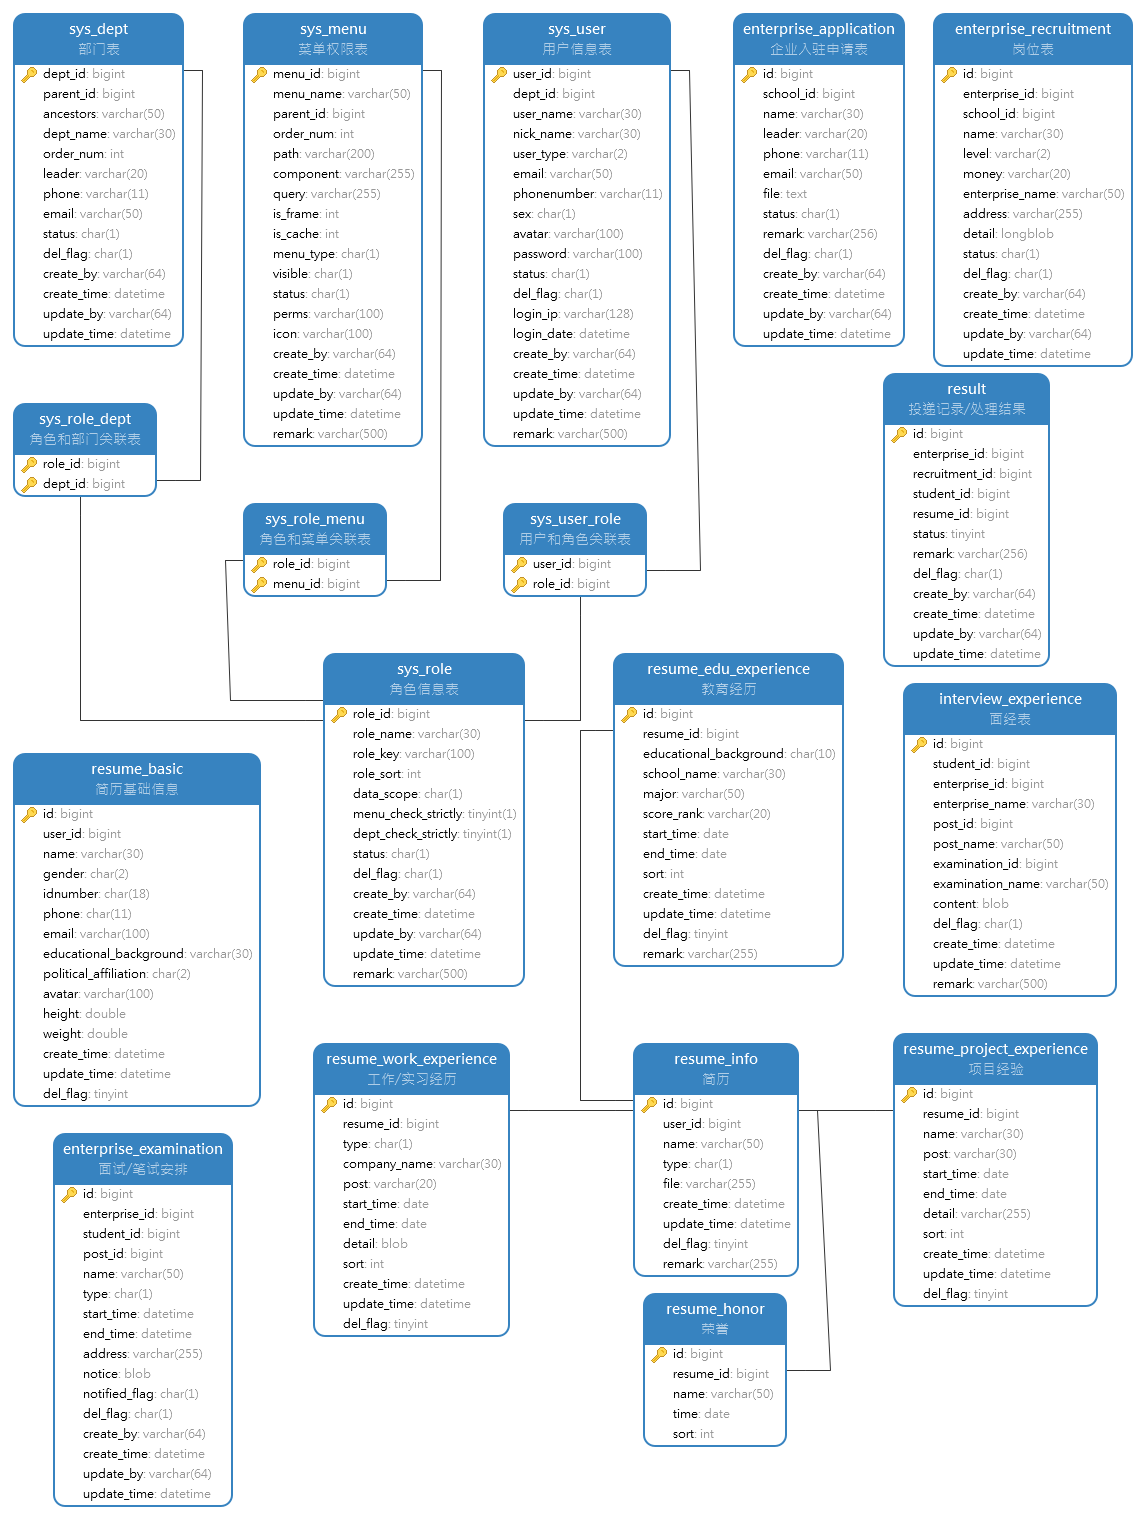 sys_dept
部门表
dept_id: bigint
parent_id: bigint
ancestors: varchar(50)
dept_name: varchar(30)
order_num: int
leader: varchar(20)
phone: varchar(11)
email: varchar(50)
status: char(1)
del_flag: char(1)
create_by: varchar(64)
create_time: datetime
update_by: varchar(64)
update_time: datetime
sys_menu
菜单权限表
menu_id: bigint
menu_name: varchar(50)
parent_id: bigint
order_num: int
path: varchar(200)
component: varchar(255)
query: varchar(255)
is_frame: int
is_cache: int
menu_type: char(1)
visible: char(1)
status: char(1)
perms: varchar(100)
icon: varchar(100)
create_by: varchar(64)
create_time: datetime
update_by: varchar(64)
update_time: datetime
remark: varchar(500)
sys_user
用户信息表
user_id: bigint
dept_id: bigint
user_name: varchar(30)
nick_name: varchar(30)
user_type: varchar(2)
email: varchar(50)
phonenumber: varchar(11)
sex: char(1)
avatar: varchar(100)
password: varchar(100)
status: char(1)
del_flag: char(1)
login_ip: varchar(128)
login_date: datetime
create_by: varchar(64)
create_time: datetime
update_by: varchar(64)
update_time: datetime
remark: varchar(500)
enterprise_application
企业入驻申请表
id: bigint
school_id: bigint
name: varchar(30)
leader: varchar(20)
phone: varchar(11)
email: varchar(50)
file: text
status: char(1)
remark: varchar(256)
del_flag: char(1)
create_by: varchar(64)
create_time: datetime
update_by: varchar(64)
update_time: datetime
enterprise_recruitment
岗位表
id: bigint
enterprise_id: bigint
school_id: bigint
name: varchar(30)
level: varchar(2)
money: varchar(20)
enterprise_name: varchar(50)
address: varchar(255)
detail: longblob
status: char(1)
del_flag: char(1)
create_by: varchar(64)
create_time: datetime
update_by: varchar(64)
update_time: datetime
result
投递记录/处理结果
id: bigint
enterprise_id: bigint
recruitment_id: bigint
student_id: bigint
resume_id: bigint
status: tinyint
remark: varchar(256)
del_flag: char(1)
create_by: varchar(64)
create_time: datetime
update_by: varchar(64)
update_time: datetime
sys_role_dept
角色和部门关联表
role_id: bigint
dept_id: bigint
sys_role_menu
角色和菜单关联表
role_id: bigint
menu_id: bigint
sys_user_role
用户和角色关联表
user_id: bigint
role_id: bigint
sys_role
角色信息表
role_id: bigint
role_name: varchar(30)
role_key: varchar(100)
role_sort: int
data_scope: char(1)
menu_check_strictly: tinyint(1)
dept_check_strictly: tinyint(1)
status: char(1)
del_flag: char(1)
create_by: varchar(64)
create_time: datetime
update_by: varchar(64)
update_time: datetime
remark: varchar(500)
resume_edu_experience
教育经历
id: bigint
resume_id: bigint
educational_background: char(10)
school_name: varchar(30)
major: varchar(50)
score_rank: varchar(20)
start_time: date
end_time: date
sort: int
create_time: datetime
update_time: datetime
del_flag: tinyint
remark: varchar(255)
interview_experience
面经表
id: bigint
student_id: bigint
enterprise_id: bigint
enterprise_name: varchar(30)
post_id: bigint
post_name: varchar(50)
examination_id: bigint
examination_name: varchar(50)
content: blob
del_flag: char(1)
create_time: datetime
update_time: datetime
remark: varchar(500)
resume_basic
简历基础信息
id: bigint
user_id: bigint
name: varchar(30)
gender: char(2)
idnumber: char(18)
phone: char(11)
email: varchar(100)
educational_background: varchar(30)
political_affiliation: char(2)
avatar: varchar(100)
height: double
weight: double
create_time: datetime
update_time: datetime
del_flag: tinyint
resume_work_experience
工作/实习经历
id: bigint
resume_id: bigint
type: char(1)
company_name: varchar(30)
post: varchar(20)
start_time: date
end_time: date
detail: blob
sort: int
create_time: datetime
update_time: datetime
del_flag: tinyint
resume_info
简历
id: bigint
user_id: bigint
name: varchar(50)
type: char(1)
file: varchar(255)
create_time: datetime
update_time: datetime
del_flag: tinyint
remark: varchar(255)
resume_project_experience
项目经验
id: bigint
resume_id: bigint
name: varchar(30)
post: varchar(30)
start_time: date
end_time: date
detail: varchar(255)
sort: int
create_time: datetime
update_time: datetime
del_flag: tinyint
enterprise_examination
面试/笔试安排
id: bigint
enterprise_id: bigint
student_id: bigint
post_id: bigint
name: varchar(50)
type: char(1)
start_time: datetime
end_time: datetime
address: varchar(255)
notice: blob
notified_flag: char(1)
del_flag: char(1)
create_by: varchar(64)
create_time: datetime
update_by: varchar(64)
update_time: datetime
resume_honor
荣誉
id: bigint
resume_id: bigint
name: varchar(50)
time: date
sort: int